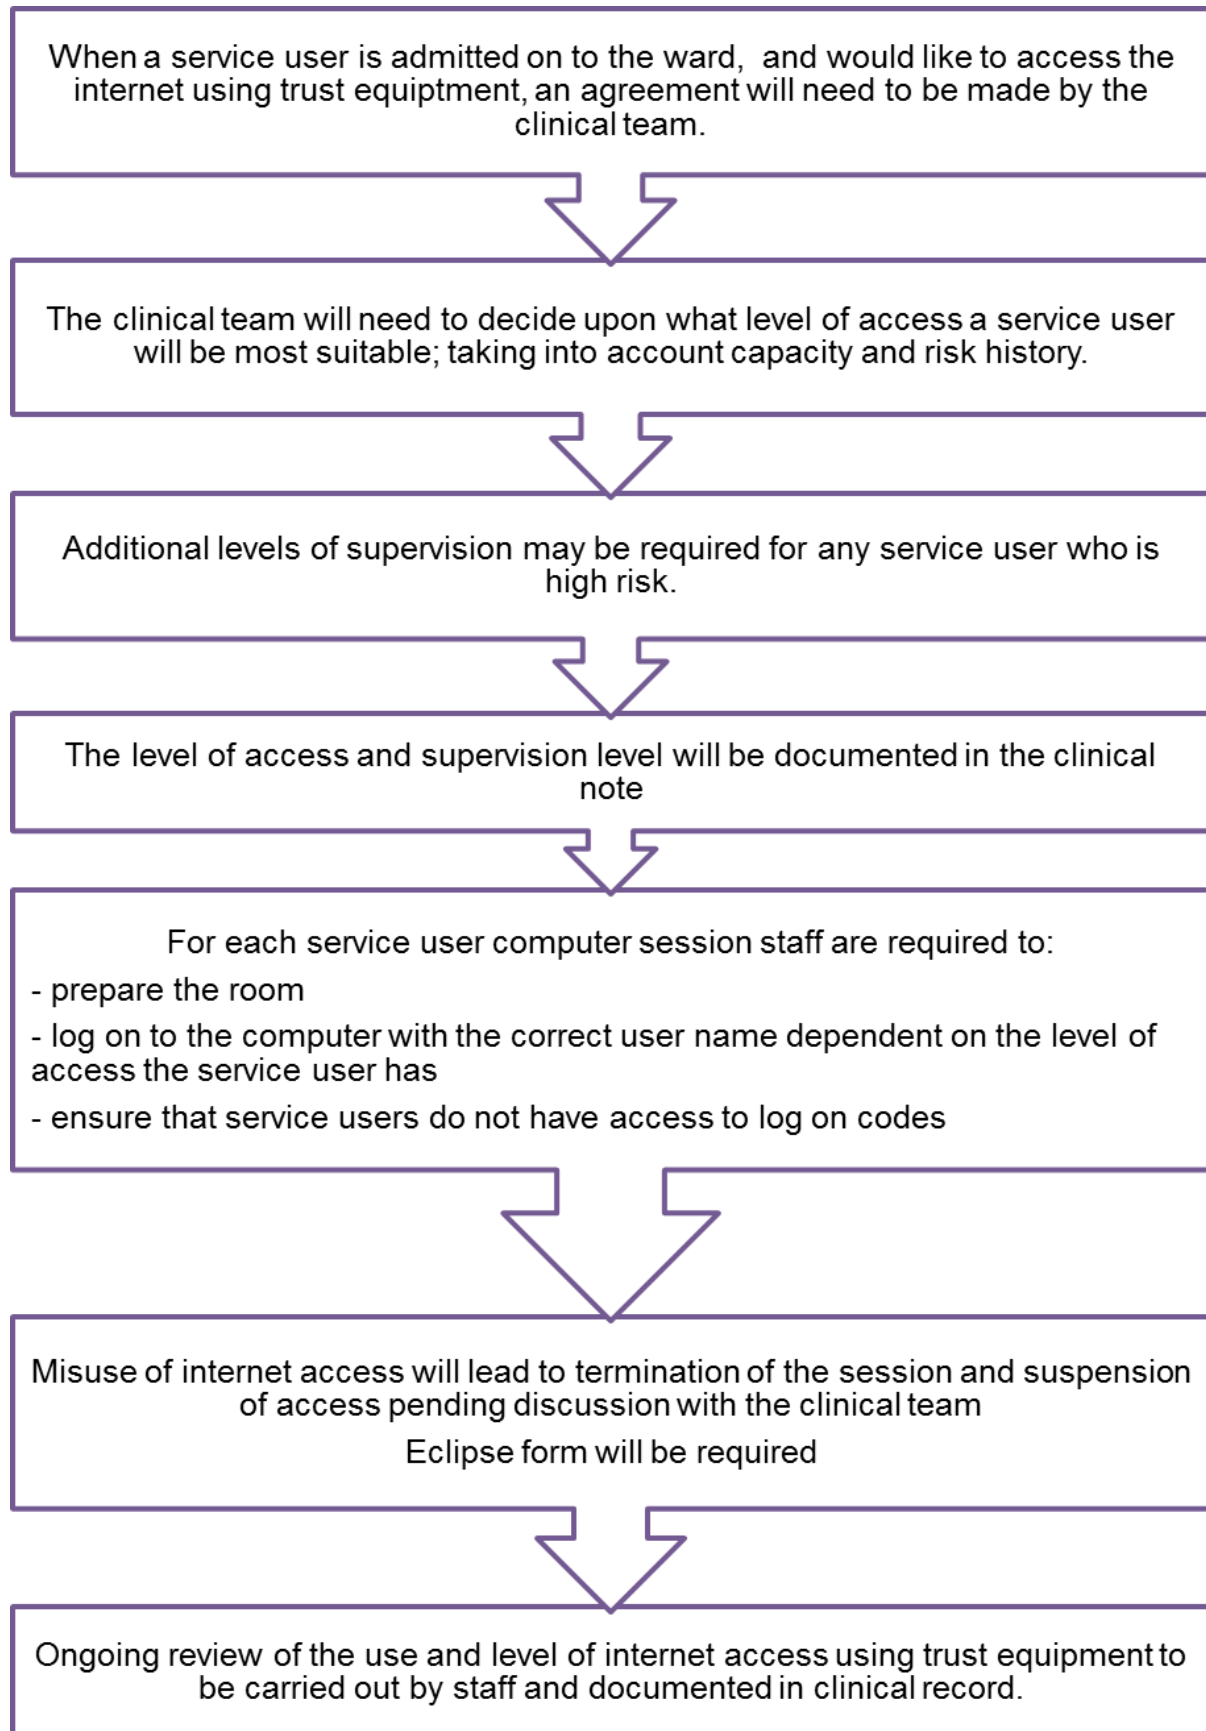 When a service user is admitted on to the ward,  and would like to access the
internet using trust equiptment, an agreement will need to be made by the
clinical team.
The clinical team will need to decide upon what level of access a service user
will be most suitable; taking into account capacity and risk history.
Additional levels of supervision may be required for any service user who is
high risk.
The level of access and supervision level will be documented in the clinical
note
For each service user computer session staff are required to:
- prepare the room
- log on to the computer with the correct user name dependent on the level of
access the service user has
- ensure that service users do not have access to log on codes
Misuse of internet access will lead to termination of the session and suspension
of access pending discussion with the clinical team
Eclipse form will be required
Ongoing review of the use and level of internet access using trust equipment to
be carried out by staff and documented in clinical record.